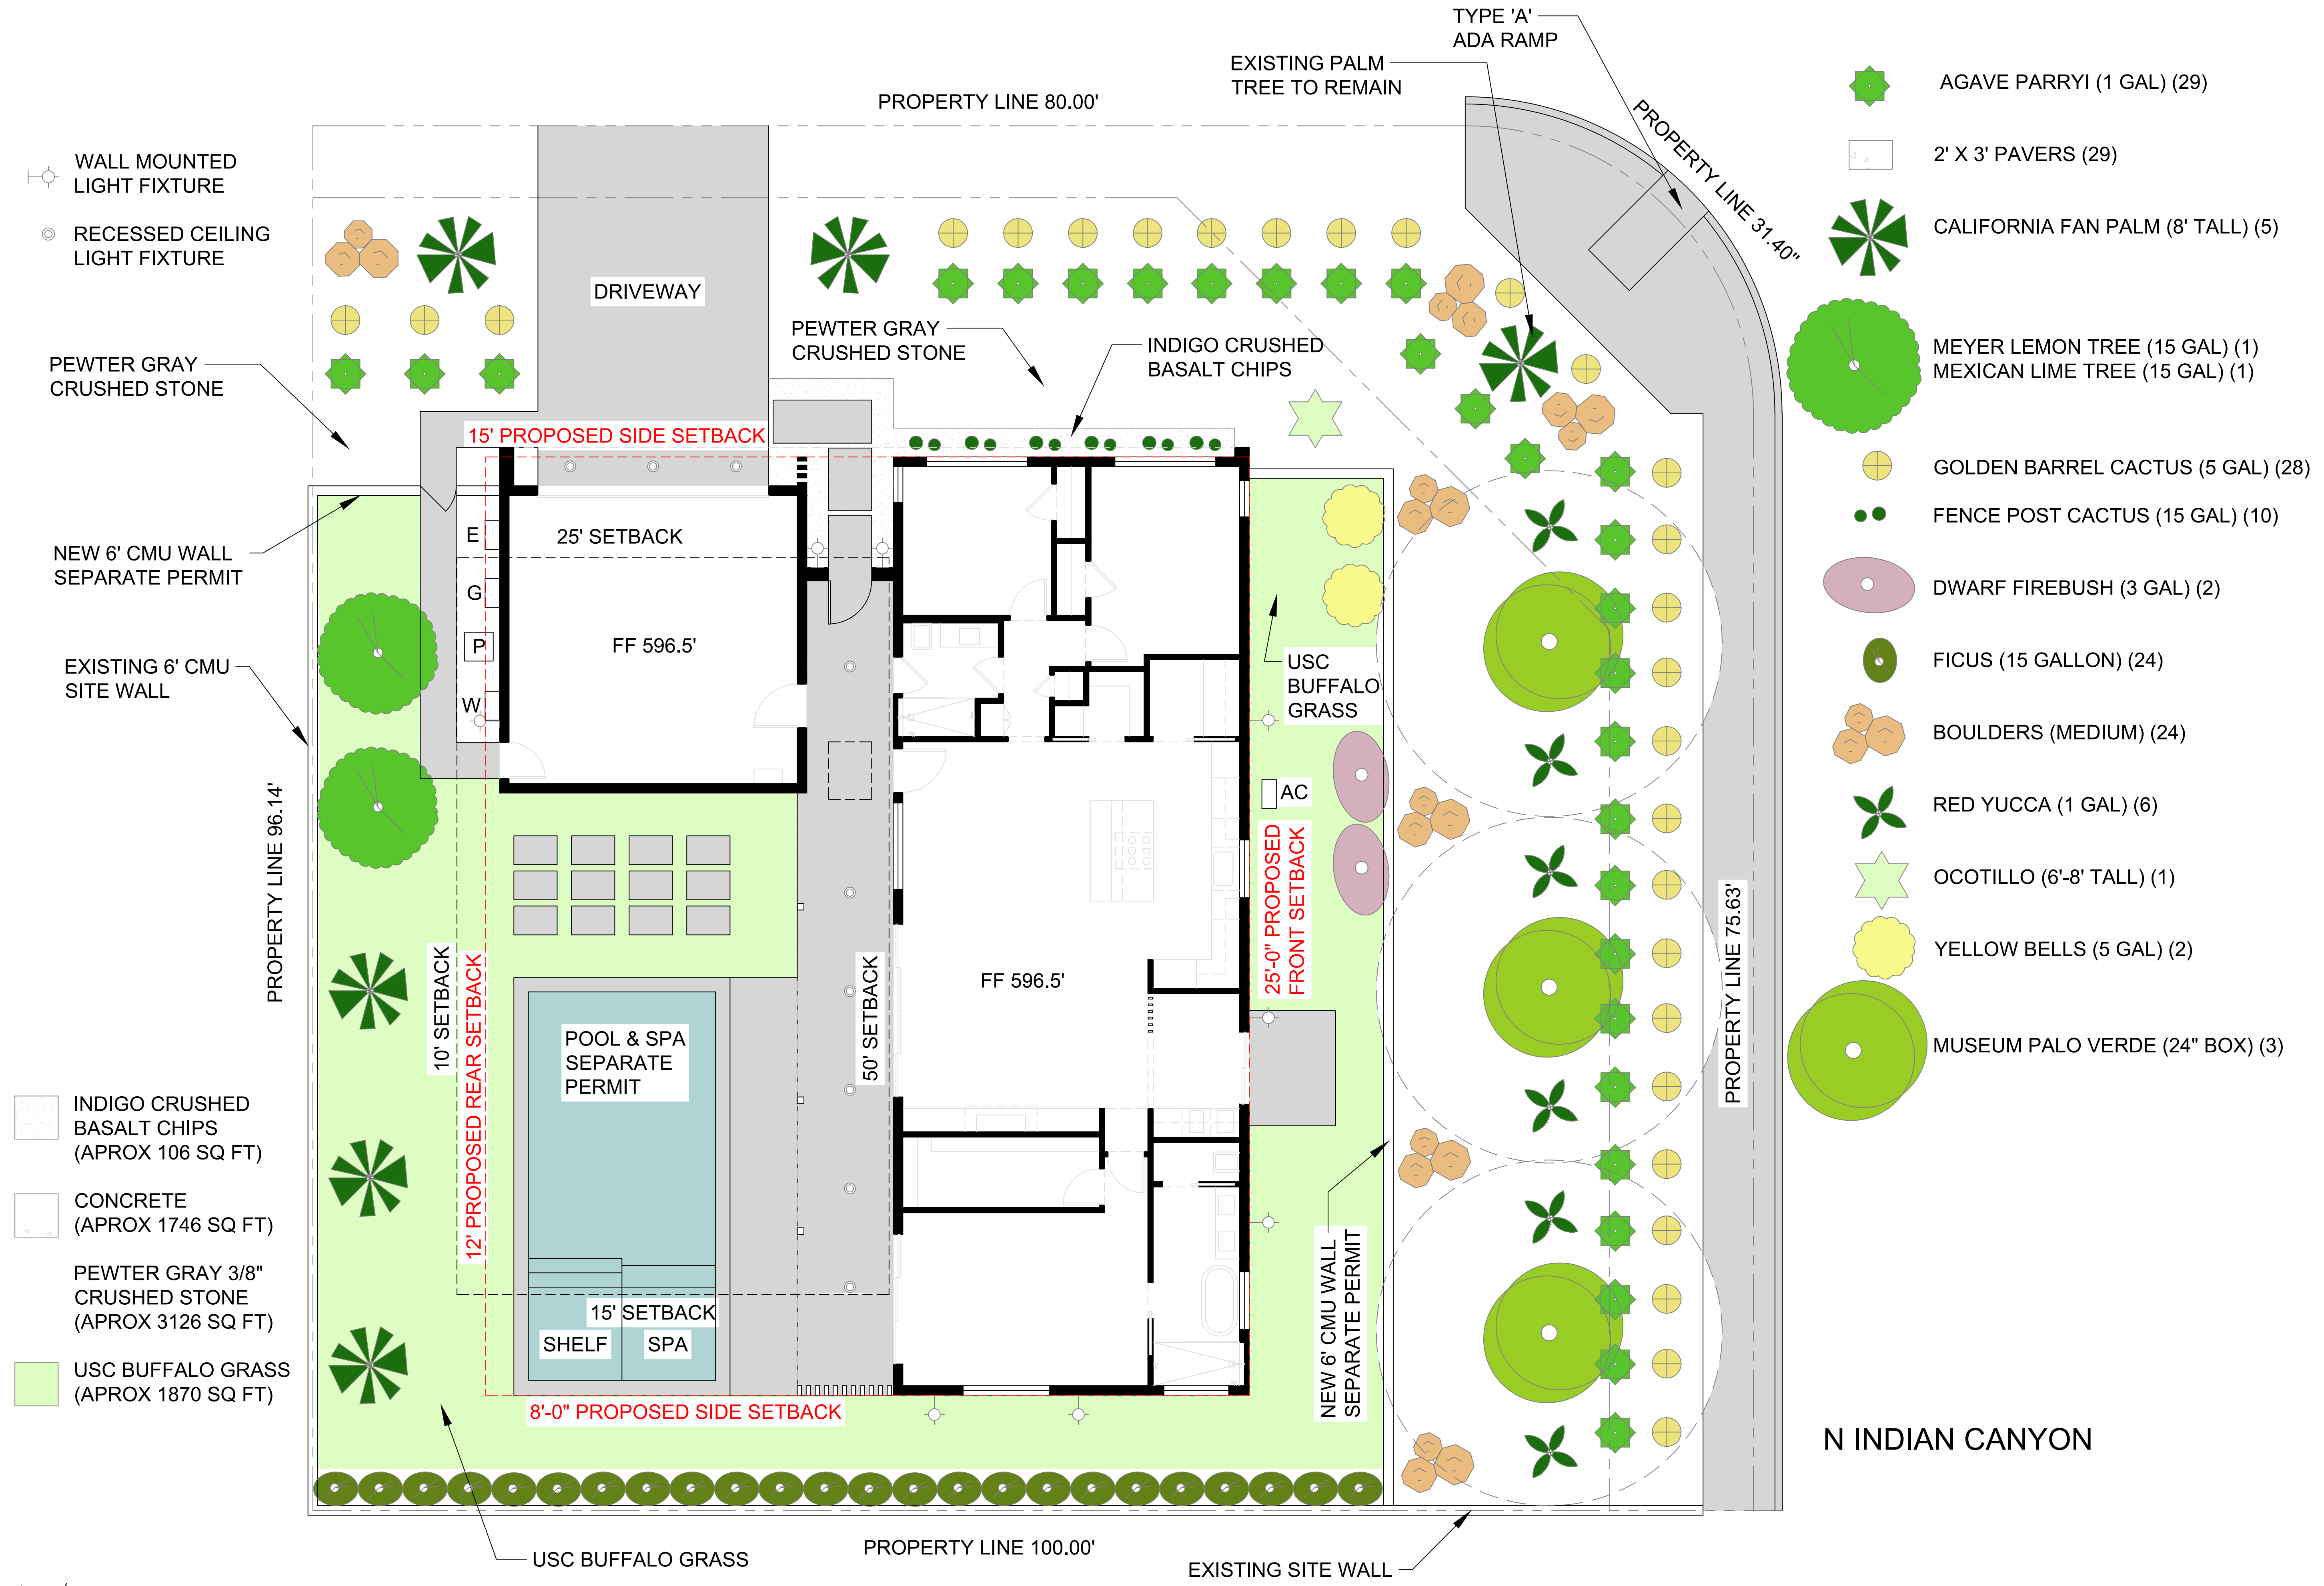 TYPE 'A'
ADA RAMP
EXISTING PALM
TREE TO REMAIN
PROPERTY LINE 80.00'
PROPERTY LINE 31.40"
WALL MOUNTED
LIGHT FIXTURE
RECESSED CEILING
LIGHT FIXTURE
DRIVEWAY
PEWTER GRAY
CRUSHED STONE
INDIGO CRUSHED
BASALT CHIPS
PEWTER GRAY
CRUSHED STONE
15' PROPOSED SIDE SETBACK
NEW 6' CMU WALL
SEPARATE PERMIT
E
G
P
W
25' SETBACK
FF 596.5'
EXISTING 6' CMU
SITE WALL
USC
BUFFALO
GRASS
AC
PROPERTY LINE 96.14'
10' SETBACK
12' PROPOSED REAR SETBACK
50' SETBACK
FF 596.5'
25'-0" PROPOSED
FRONT SETBACK
PROPERTY LINE 75.63'
POOL & SPA
SEPARATE
PERMIT
15' SETBACK
SHELF
SPA
NEW 6' CMU WALL
SEPARATE PERMIT
8'-0" PROPOSED SIDE SETBACK
INDIGO CRUSHED
BASALT CHIPS
(APROX 106 SQ FT)
CONCRETE
(APROX 1746 SQ FT)
PEWTER GRAY 3/8"
CRUSHED STONE
(APROX 3126 SQ FT)
USC BUFFALO GRASS
(APROX 1870 SQ FT)
USC BUFFALO GRASS
PROPERTY LINE 100.00'
EXISTING SITE WALL
N INDIAN CANYON
AGAVE PARRYI (1 GAL) (29)
2' X 3' PAVERS (29)
CALIFORNIA FAN PALM (8' TALL) (5)
MEYER LEMON TREE (15 GAL) (1)
MEXICAN LIME TREE (15 GAL) (1)
GOLDEN BARREL CACTUS (5 GAL) (28)
FENCE POST CACTUS (15 GAL) (10)
DWARF FIREBUSH (3 GAL) (2)
FICUS (15 GALLON) (24)
BOULDERS (MEDIUM) (24)
RED YUCCA (1 GAL) (6)
OCOTILLO (6'-8' TALL) (1)
YELLOW BELLS (5 GAL) (2)
MUSEUM PALO VERDE (24" BOX) (3)